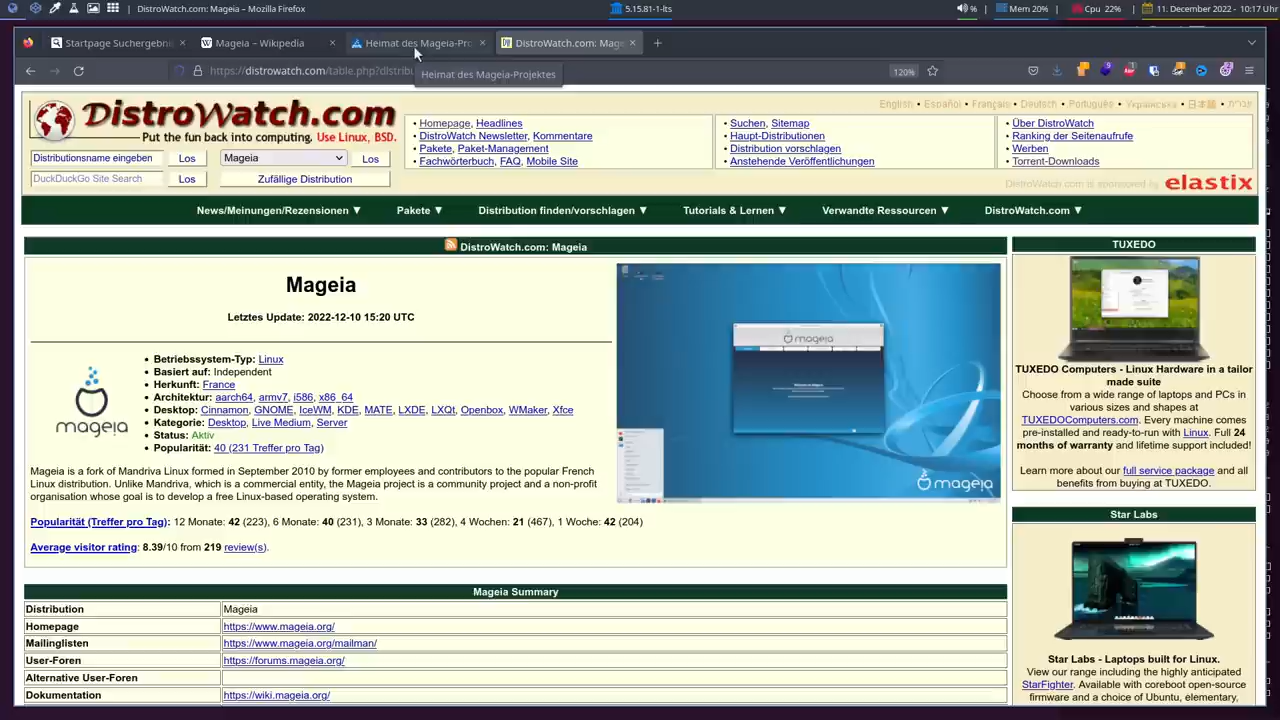 DistroWatch.com: Mageia – Mozilla Firefox
5.15.81-1-lts
%
Mem 20%
Cpu 22%
11. December 2022 - 10:17 Uhr
Startpage Suchergebni
Mageia – Wikipedia
Heimat des Mageia-Pro
DistroWatch.com: Mage
https://distrowatch.com/table.php?distribu
120%
Heimat des Mageia-Projektes
DistroWatch.com
Put the fun back into computing. Use Linux, BSD.
English • Español • Français • Deutsch • Português • Українська • 日本語 • עברית
Distributionsname eingeben
Los
Mageia
Los
DuckDuckGo Site Search
Los
Zufällige Distribution
• Homepage, Headlines
• DistroWatch Newsletter, Kommentare
• Pakete, Paket-Management
• Fachwörterbuch, FAQ, Mobile Site
• Suchen, Sitemap
• Haupt-Distributionen
• Distribution vorschlagen
• Anstehende Veröffentlichungen
• Über DistroWatch
• Ranking der Seitenaufrufe
• Werben
• Torrent-Downloads
DistroWatch.com is sponsored by elastix
News/Meinungen/Rezensionen ▼
Pakete ▼
Distribution finden/vorschlagen ▼
Tutorials & Lernen ▼
Verwandte Ressourcen ▼
DistroWatch.com ▼
DistroWatch.com: Mageia
Mageia
Letztes Update: 2022-12-10 15:20 UTC
mageia
• Betriebssystem-Typ: Linux
• Basiert auf: Independent
• Herkunft: France
• Architektur: aarch64, armv7, i586, x86_64
• Desktop: Cinnamon, GNOME, IceWM, KDE, MATE, LXDE, LXQt, Openbox, WMaker, Xfce
• Kategorie: Desktop, Live Medium, Server
• Status: Aktiv
• Popularität: 40 (231 Treffer pro Tag)
mageia
mageia
Mageia is a fork of Mandriva Linux formed in September 2010 by former employees and contributors to the popular French
Linux distribution. Unlike Mandriva, which is a commercial entity, the Mageia project is a community project and a non-profit
organisation whose goal is to develop a free Linux-based operating system.
Popularität (Treffer pro Tag): 12 Monate: 42 (223), 6 Monate: 40 (231), 3 Monate: 33 (282), 4 Wochen: 21 (467), 1 Woche: 42 (204)
Average visitor rating: 8.39/10 from 219 review(s).
Mageia Summary
Distribution Mageia
Homepage https://www.mageia.org/
Mailinglisten https://www.mageia.org/mailman/
User-Foren https://forums.mageia.org/
Alternative User-Foren
Dokumentation https://wiki.mageia.org/
TUXEDO
TUXEDO Computers - Linux Hardware in a tailor
made suite
Choose from a wide range of laptops and PCs in
various sizes and shapes at
TUXEDOComputers.com. Every machine comes
pre-installed and ready-to-run with Linux. Full 24
months of warranty and lifetime support included!
Learn more about our full service package and all
benefits from buying at TUXEDO.
Star Labs
Star Labs - Laptops built for Linux.
View our range including the highly anticipated
StarFighter. Available with coreboot open-source
firmware and a choice of Ubuntu, elementary,